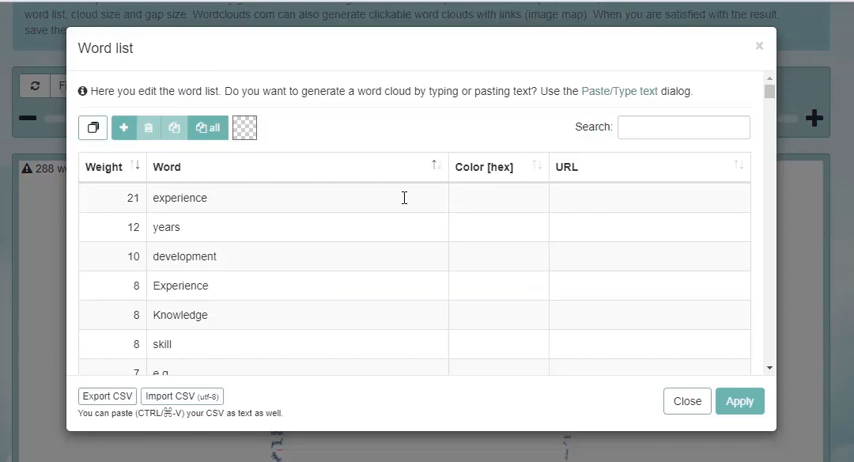 word list, cloud size and gap size. Wordclouds.com can also generate clickable word clouds with links (image map). When you are satisfied with the result,
save the
Word list
×
Here you edit the word list. Do you want to generate a word cloud by typing or pasting text? Use the Paste/Type text dialog.
all
Search:
Weight Word Color [hex] URL
288 wo
21 experience
12 years
10 development
8 Experience
8 Knowledge
8 skill
7 e.g
Export CSV Import CSV (utf-8)
You can paste (CTRL/⌘-V) your CSV as text as well.
Close Apply